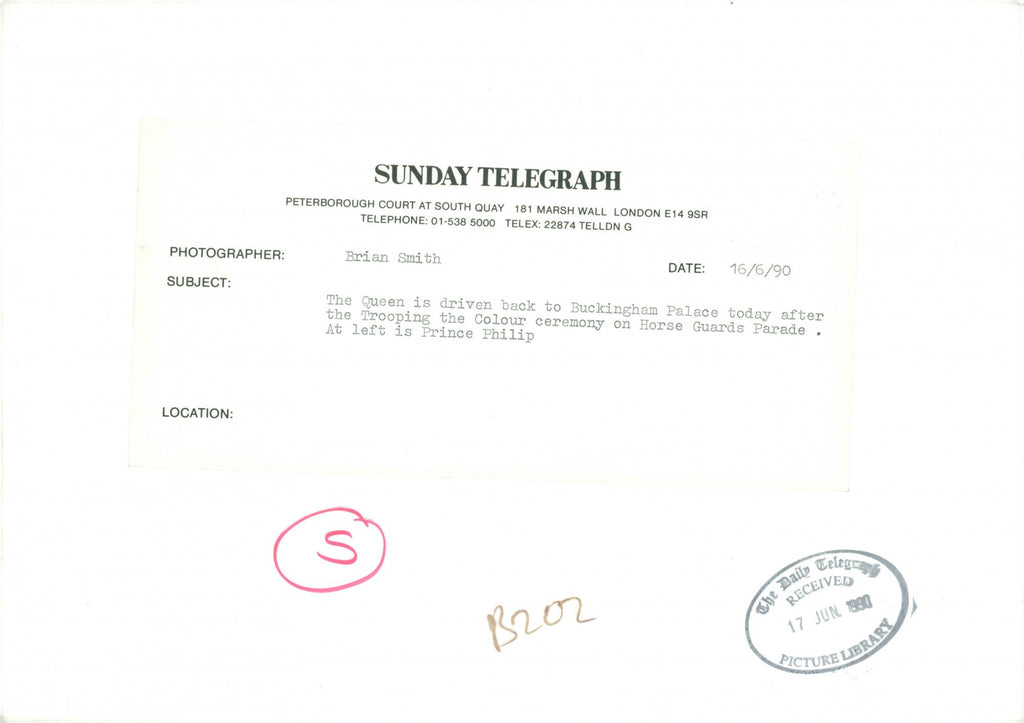 SUNDAY TELEGRAPH
PETERBOROUGH COURT AT SOUTH QUAY 181 MARSH WALL LONDON E14 9SR
TELEPHONE: 01-538 5000 TELEX: 22874 TELLDN G
PHOTOGRAPHER: Brian Smith
DATE: 16/6/90
SUBJECT:
The Queen is driven back to Buckingham Palace today after
the Trooping the Colour ceremony on Horse Guards Parade .
At left is Prince Philip
LOCATION:
S
B202
The Daily Telegraph
RECEIVED
17 JUN. 1990
PICTURE LIBRARY